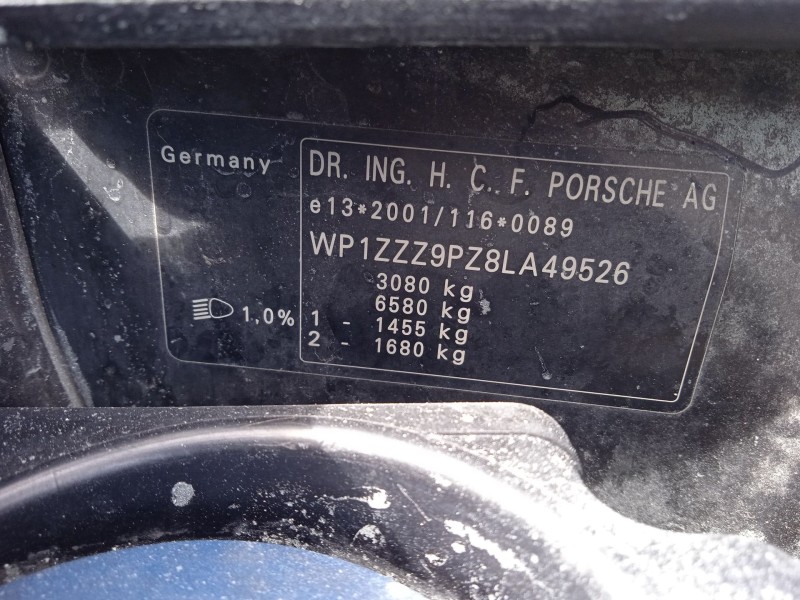 Germany
DR. ING. H. C. F. PORSCHE AG
e13*2001/116*0089
WP1ZZZ9PZ8LA49526
3080 kg
6580 kg
1,0% 1 - 1455 kg
2 - 1680 kg